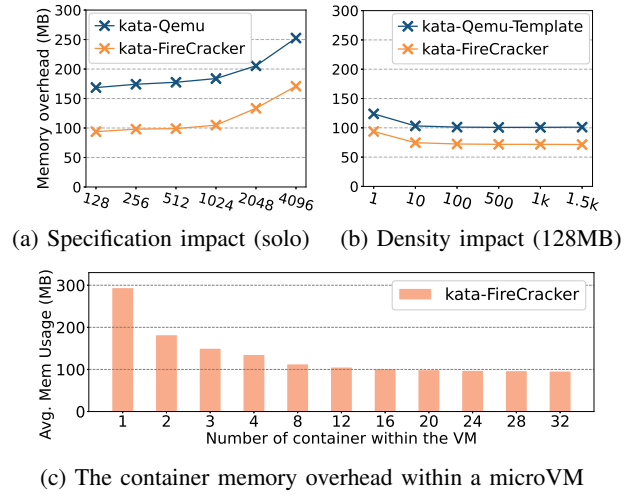 kata-Qemu
kata-FireCracker
Memory overhead (MB)
300
250
200
150
100
50
0
128 256 512 1024 2048 4096
(a) Specification impact (solo)
kata-Qemu-Template
kata-FireCracker
300
250
200
150
100
50
0
1 10 100 500 1k 1.5k
(b) Density impact (128MB)
kata-FireCracker
Avg. Mem Usage (MB)
300
200
100
0
1 2 3 4 8 12 16 20 24 28 32
Number of container within the VM
(c) The container memory overhead within a microVM